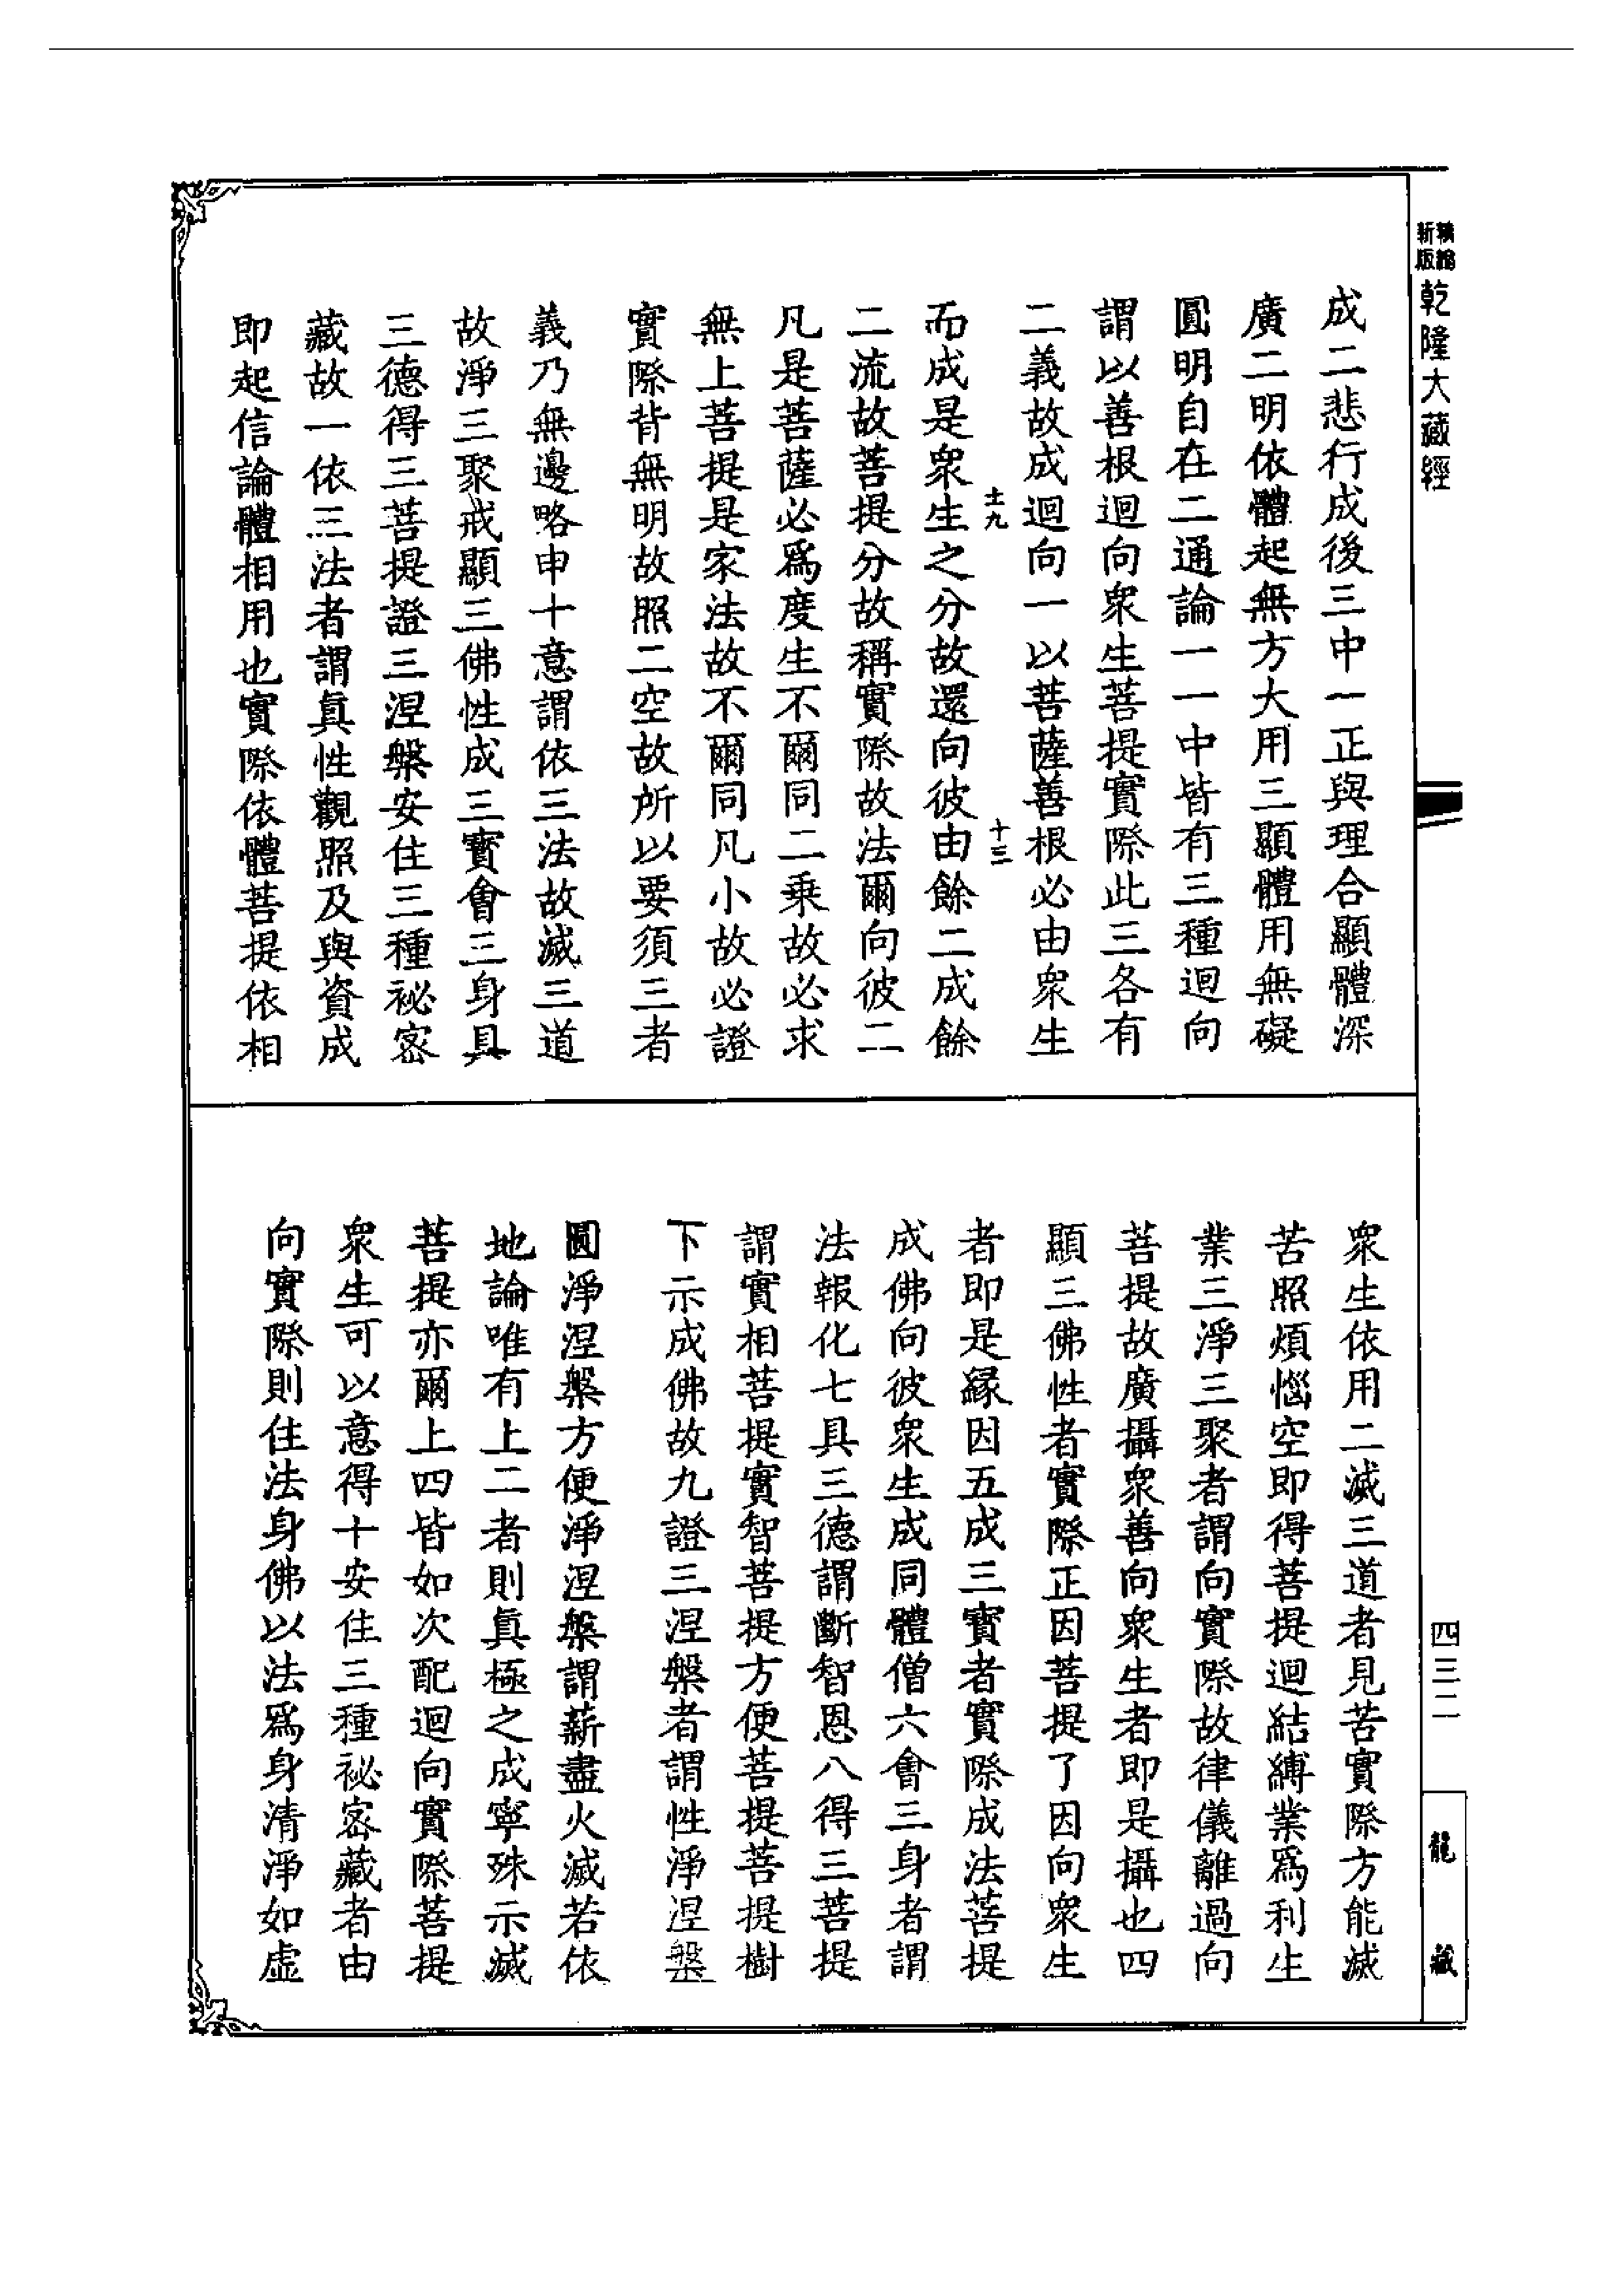 新版精縮乾隆大藏經
成二悲行成後三中一正與理合顯體深
廣二明依體起無方大用三顯體用無礙
圓明自在二通論一一中皆有三種迴向
謂以善根迴向眾生菩提實際此三各有
二義故成迴向一以菩薩善根必由眾生
十九
十三
而成是眾生之分故還向彼由餘二成餘
二流故菩提分故稱實際故法爾向彼二
凡是菩薩必為度生不爾同二乘故必求
無上菩提是家法故不爾同凡小故必證
實際背無明故照二空故所以要須三者
義乃無邊略申十意謂依三法故滅三道
故淨三聚戒顯三佛性成三寶會三身具
三德得三菩提證三涅槃安住三種祕密
藏故一依三法者謂真性觀照及與資成
即起信論體相用也實際依體菩提依相
眾生依用二滅三道者見苦實際方能滅
苦照煩惱空即得菩提迴結縛業為利生
業三淨三聚者謂向實際故律儀離過向
菩提故廣攝眾善向眾生者即是攝也四
顯三佛性者實際正因菩提了因向眾生
者即是緣因五成三寶者實際成法菩提
成佛向彼眾生成同體僧六會三身者謂
法報化七具三德謂斷智恩八得三菩提
謂實相菩提實智菩提方便菩提菩提樹
下示成佛故九證三涅槃者謂性淨涅槃
圓淨涅槃方便淨涅槃謂薪盡火滅若依
地論唯有上二者則真極之成寧殊示滅
菩提亦爾上四皆如次配迴向實際菩提
眾生可以意得十安住三種祕密藏者由
向實際則住法身佛以法為身清淨如虛
四三二
龍藏